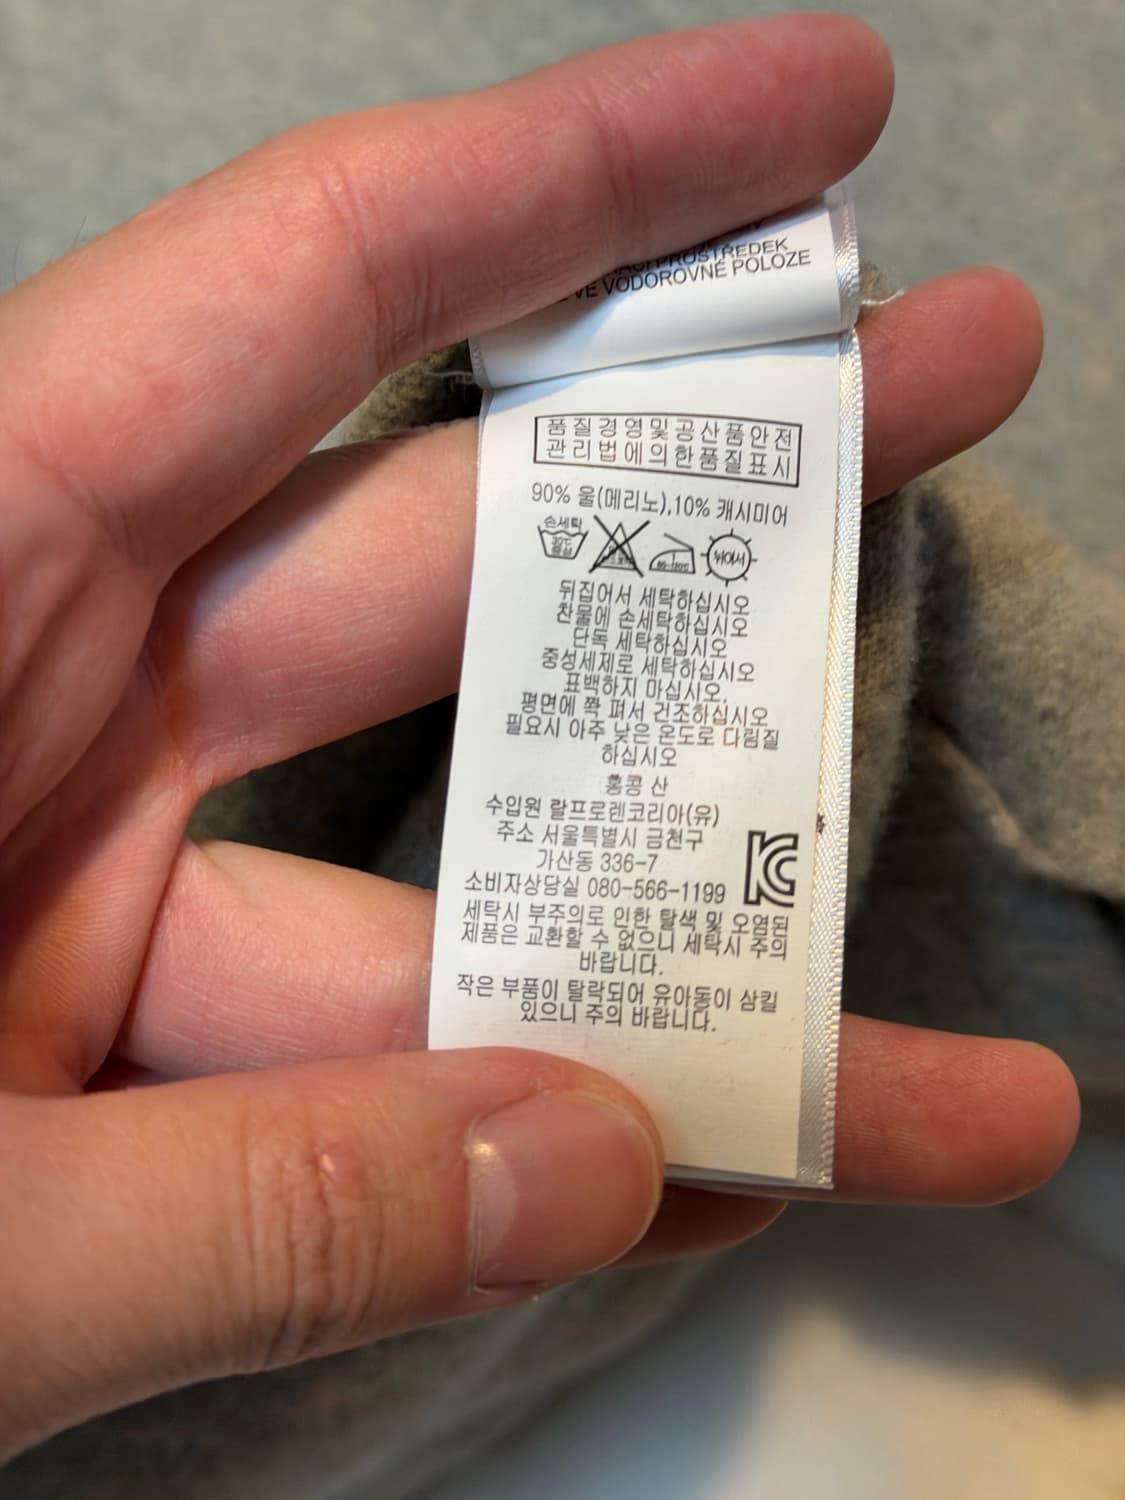 PROSTŘEDEK
VE VODOROVNÉ POLOZE
품질경영및공산품안전
관리법에의한품질표시
90% 울(메리노),10% 캐시미어
손세탁
30℃
중성
80~120℃
뉘어서
뒤집어서 세탁하십시오
찬물에 손세탁하십시오
단독 세탁하십시오
중성세제로 세탁하십시오
표백하지 마십시오.
평면에 쫙 펴서 건조하십시오
필요시 아주 낮은 온도로 다림질
하십시오
홍콩 산
수입원 랄프로렌코리아(유)
주소 서울특별시 금천구
가산동 336-7
소비자상담실 080-566-1199
세탁시 부주의로 인한 탈색 및 오염된
제품은 교환할 수 없으니 세탁시 주의
바랍니다.
작은 부품이 탈락되어 유아동이 삼킬
있으니 주의 바랍니다.